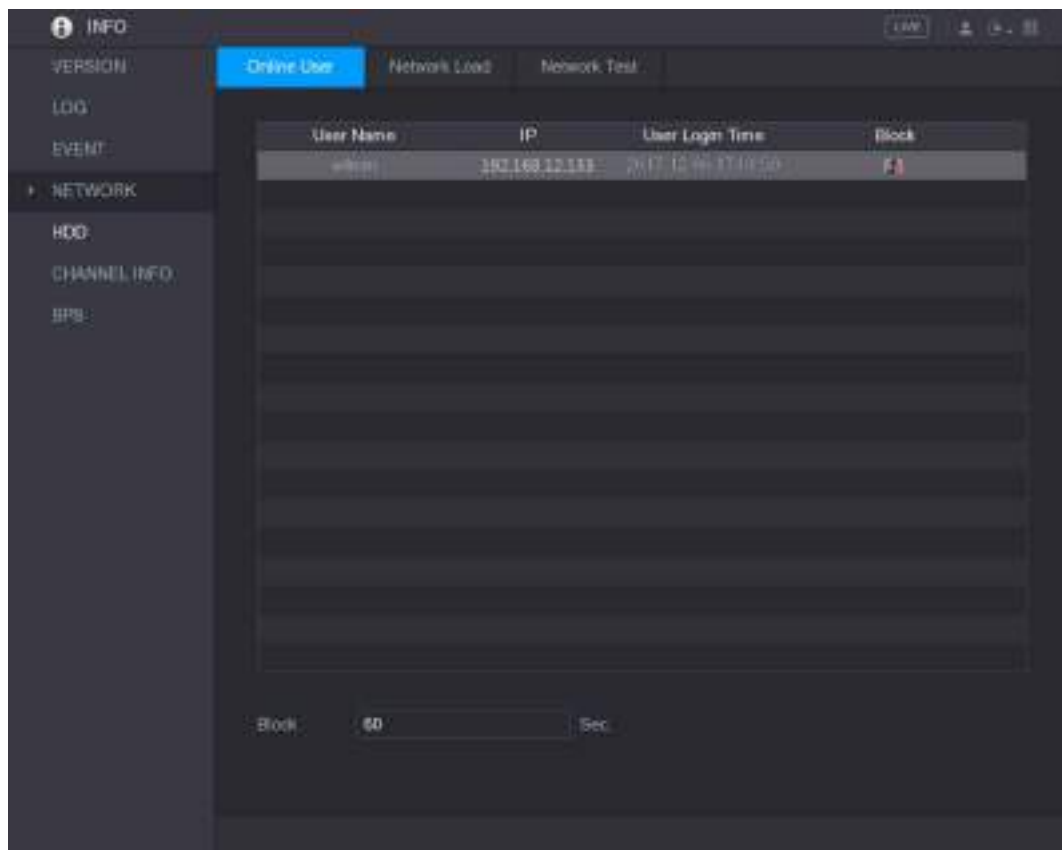 INFO
LIVE
VERSION
LOG
EVENT
NETWORK
HDD
CHANNEL INFO
BPS
Online User Network Load Network Test
User Name IP User Login Time Block
admin 192.168.12.133
Block 60 Sec.